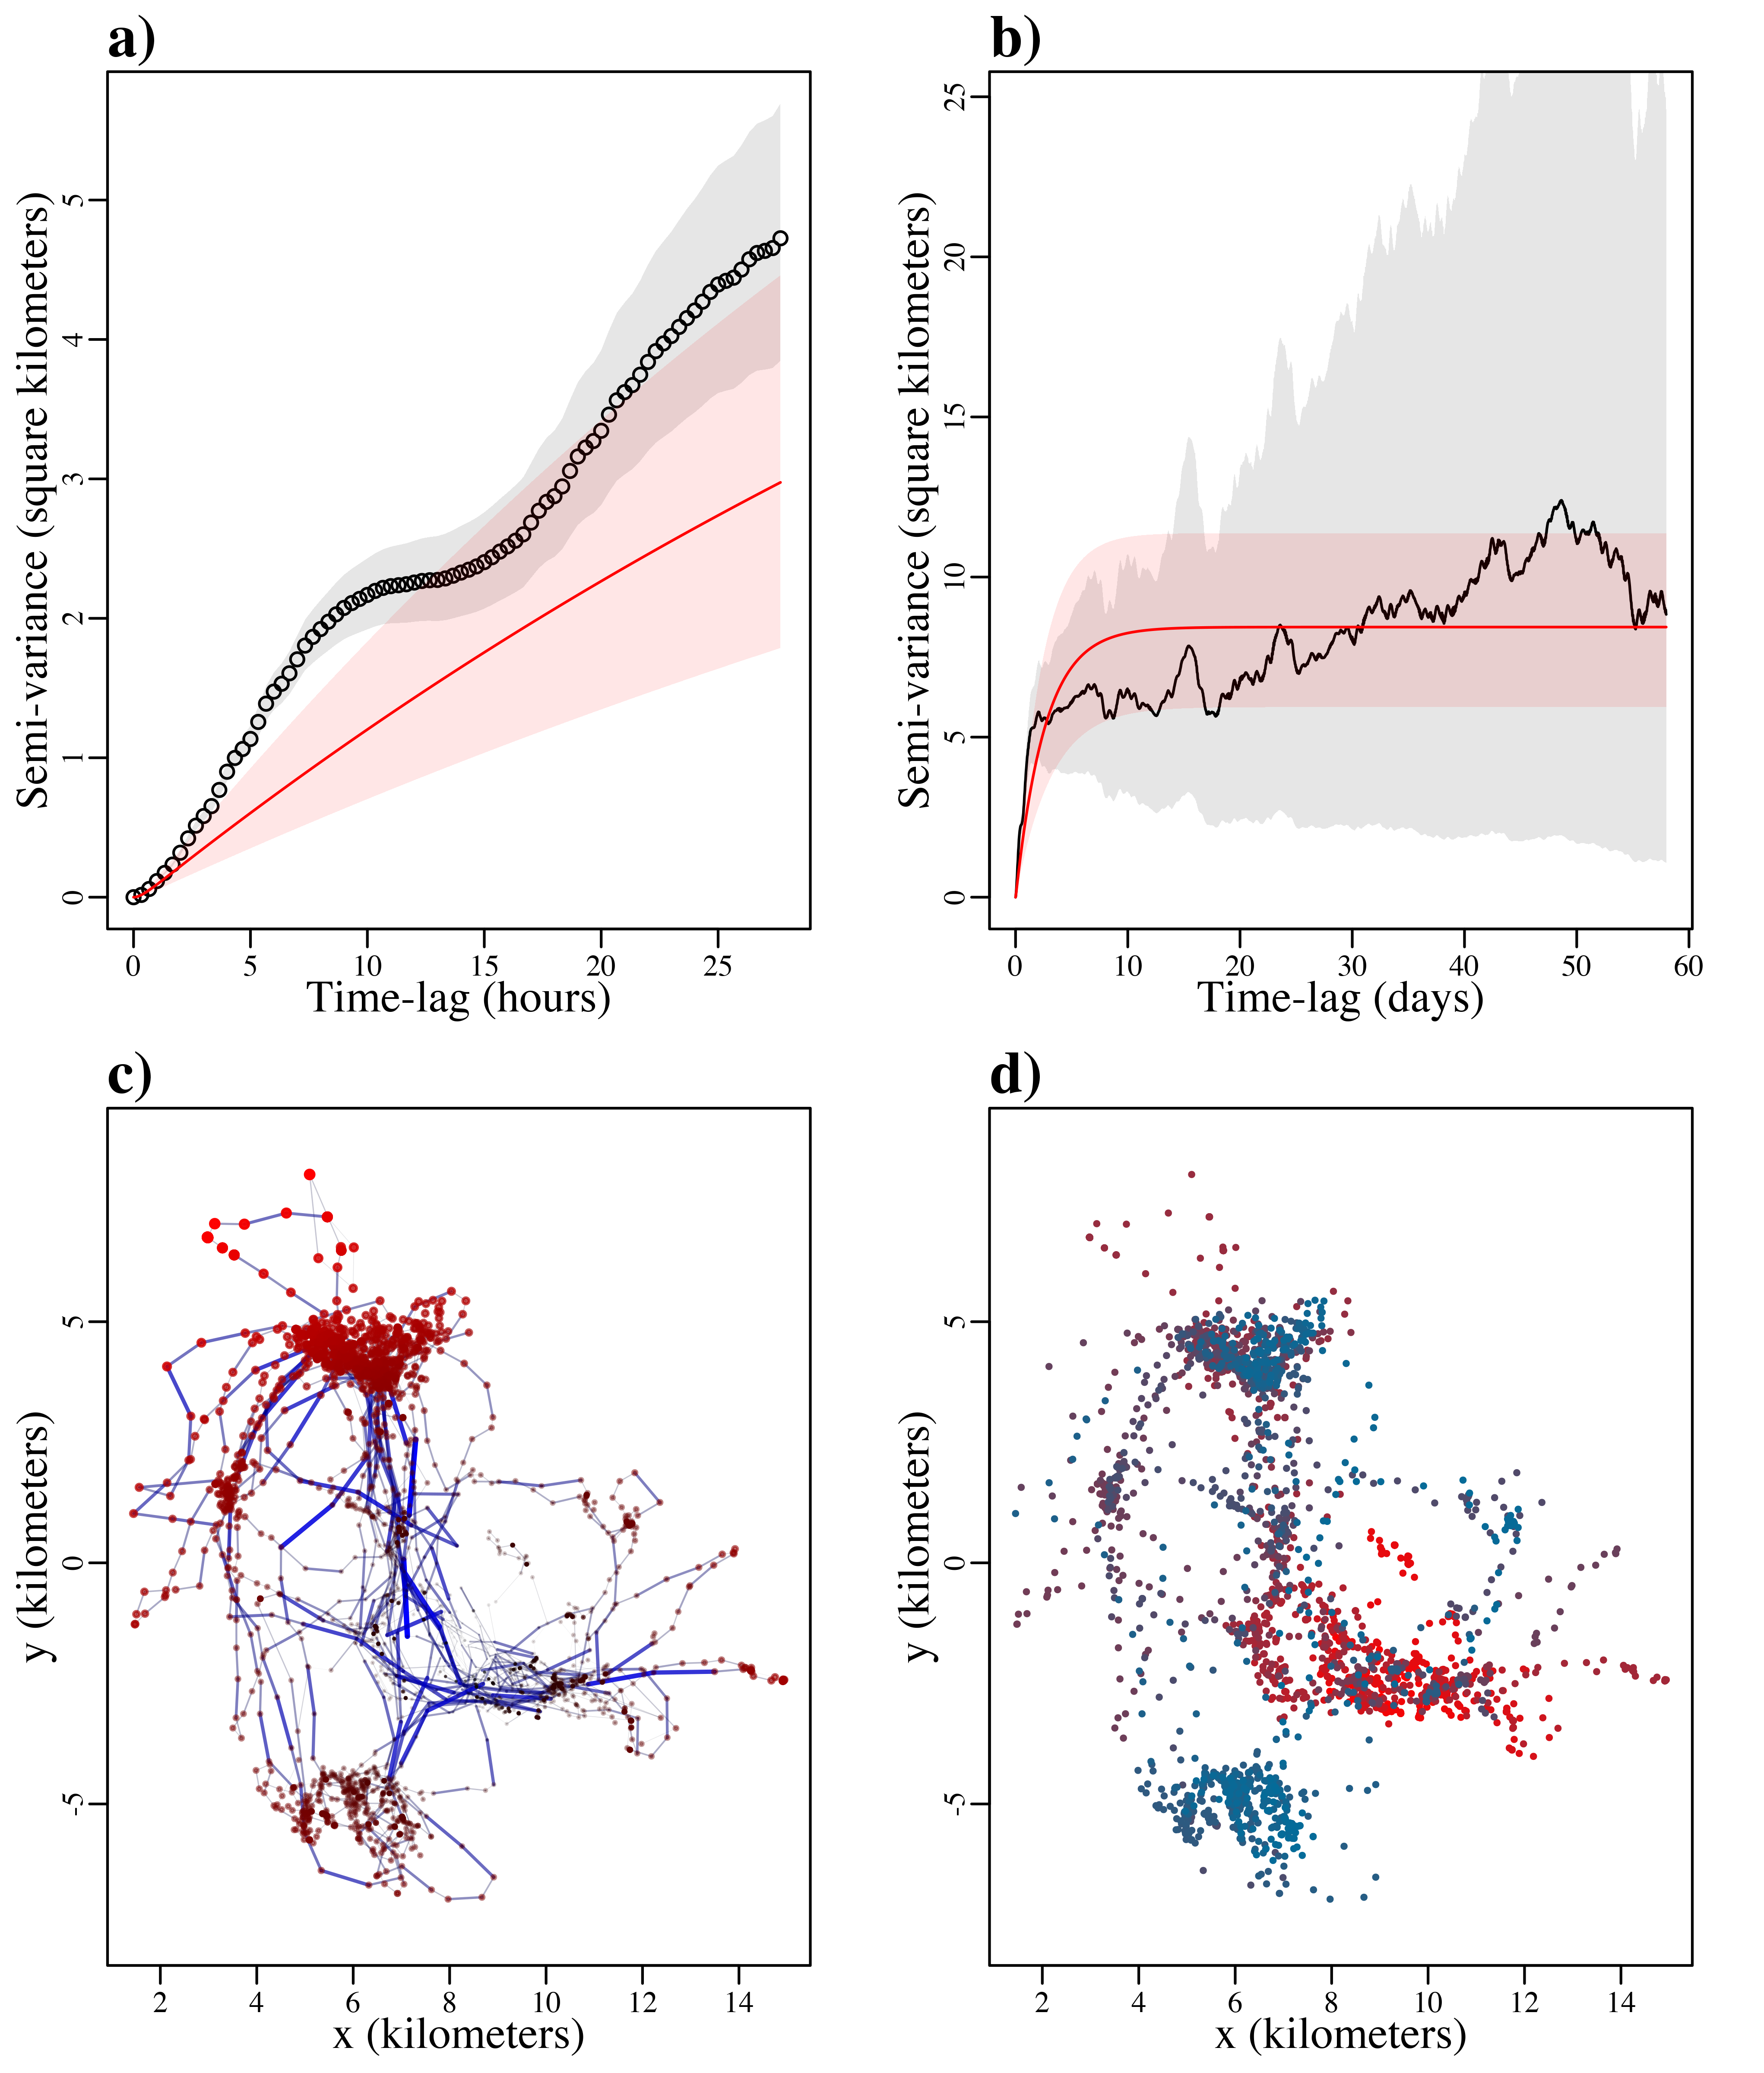 a)
Semi-variance (square kilometers)
5
4
3
2
1
0
0 5 10 15 20 25
Time-lag (hours)
b)
Semi-variance (square kilometers)
25
20
15
10
5
0
0 10 20 30 40 50 60
Time-lag (days)
c)
y (kilometers)
5
0
-5
2 4 6 8 10 12 14
x (kilometers)
d)
y (kilometers)
5
0
-5
2 4 6 8 10 12 14
x (kilometers)